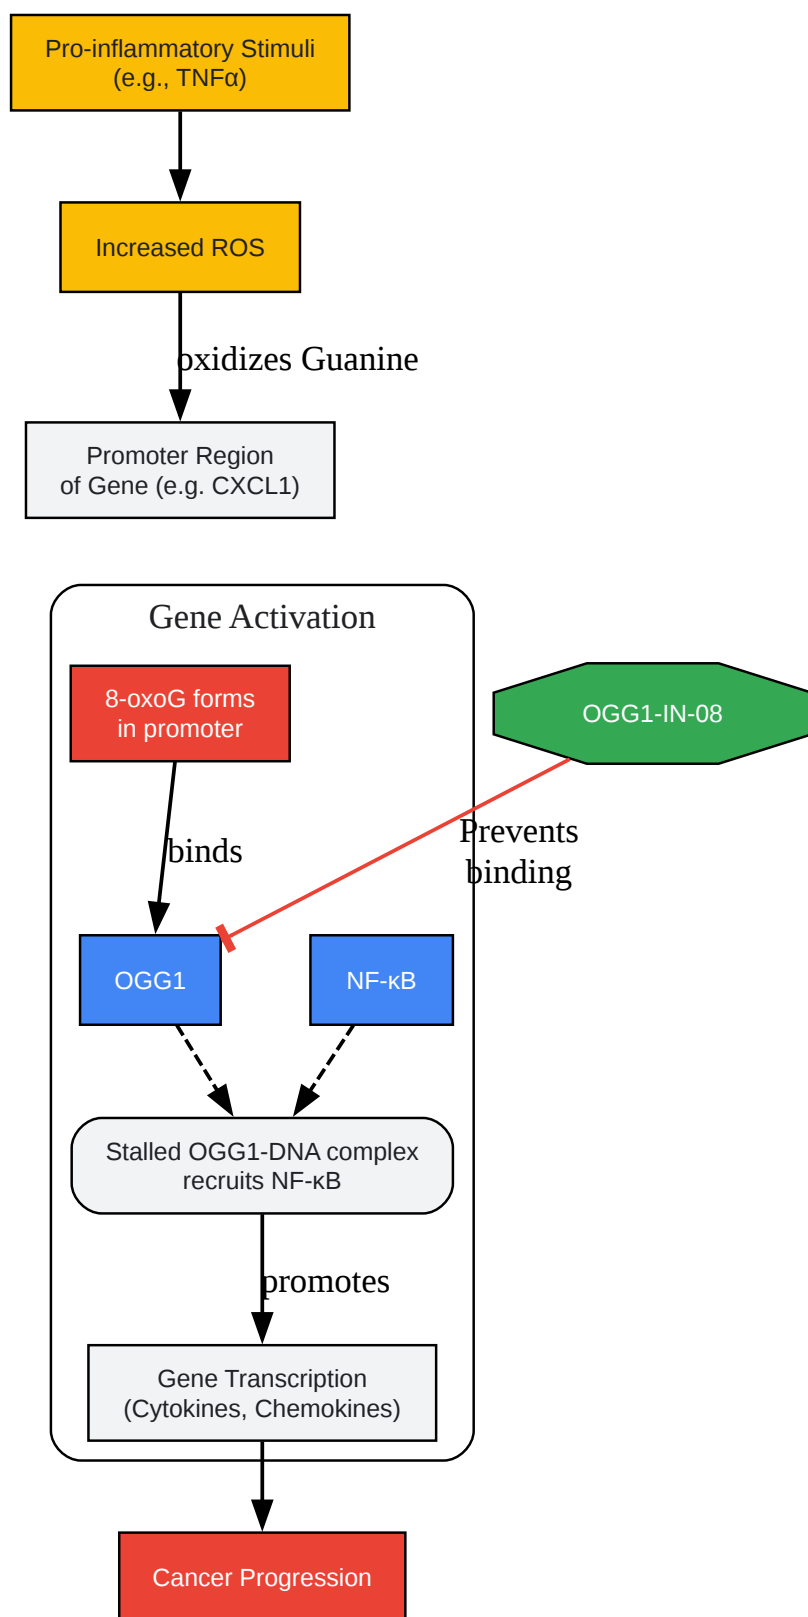 Pro-inflammatory Stimuli
(e.g., TNFα)
Increased ROS
oxidizes Guanine
Promoter Region
of Gene (e.g. CXCL1)
Gene Activation
8-oxoG forms
in promoter
OGG1-IN-08
Prevents
binding
binds
OGG1
NF-κB
Stalled OGG1-DNA complex
recruits NF-κB
promotes
Gene Transcription
(Cytokines, Chemokines)
Cancer Progression